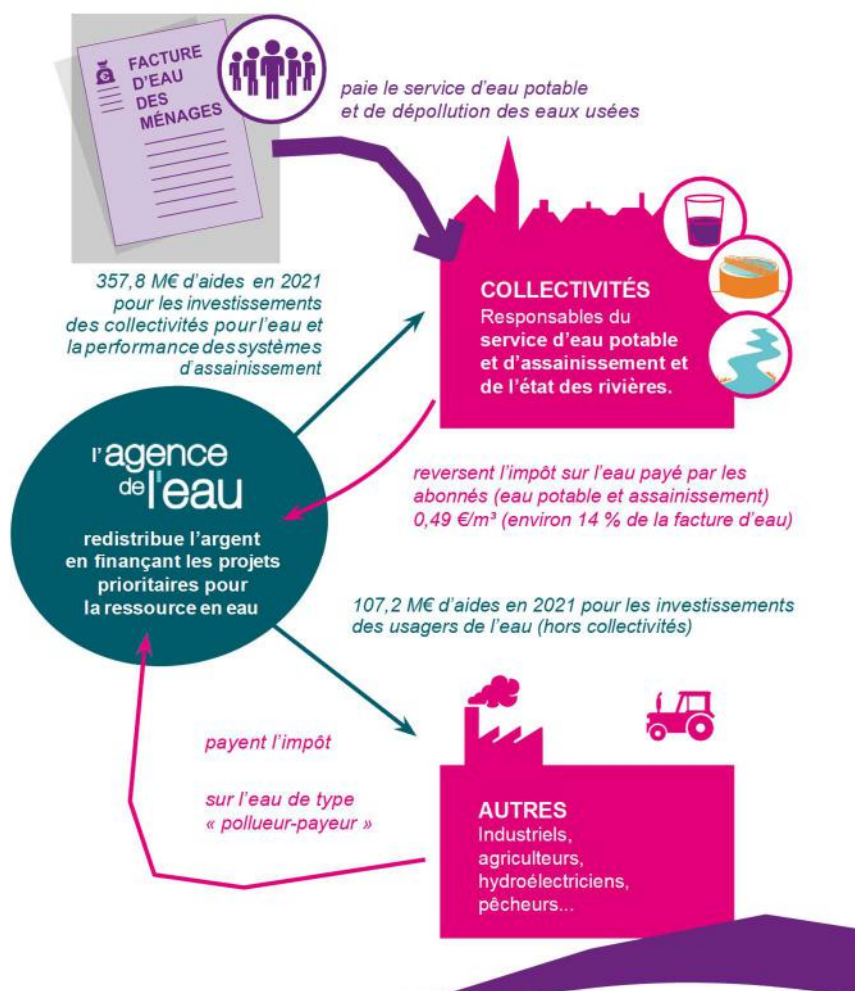 FACTURE
D'EAU
DES
MÉNAGES
paie le service d'eau potable
et de dépollution des eaux usées
357,8 M€ d'aides en 2021
pour les investissements
des collectivités pour l'eau et
la performance des systèmes
d'assainissement
COLLECTIVITÉS
Responsables du
service d'eau potable
et d'assainissement et
de l'état des rivières.
l'agence
de l'eau
redistribue l'argent
en finançant les projets
prioritaires pour
la ressource en eau
reversent l'impôt sur l'eau payé par les
abonnés (eau potable et assainissement)
0,49 €/m³ (environ 14 % de la facture d'eau)
107,2 M€ d'aides en 2021 pour les investissements
des usagers de l'eau (hors collectivités)
payent l'impôt
sur l'eau de type
« pollueur-payeur »
AUTRES
Industriels,
agriculteurs,
hydroélectriciens,
pêcheurs...